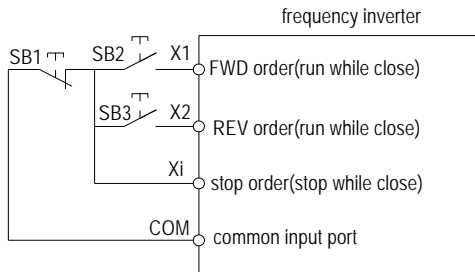 frequency inverter
SB1 SB2 X1
FWD order(run while close)
SB3 X2
REV order(run while close)
Xi
stop order(stop while close)
COM
common input port